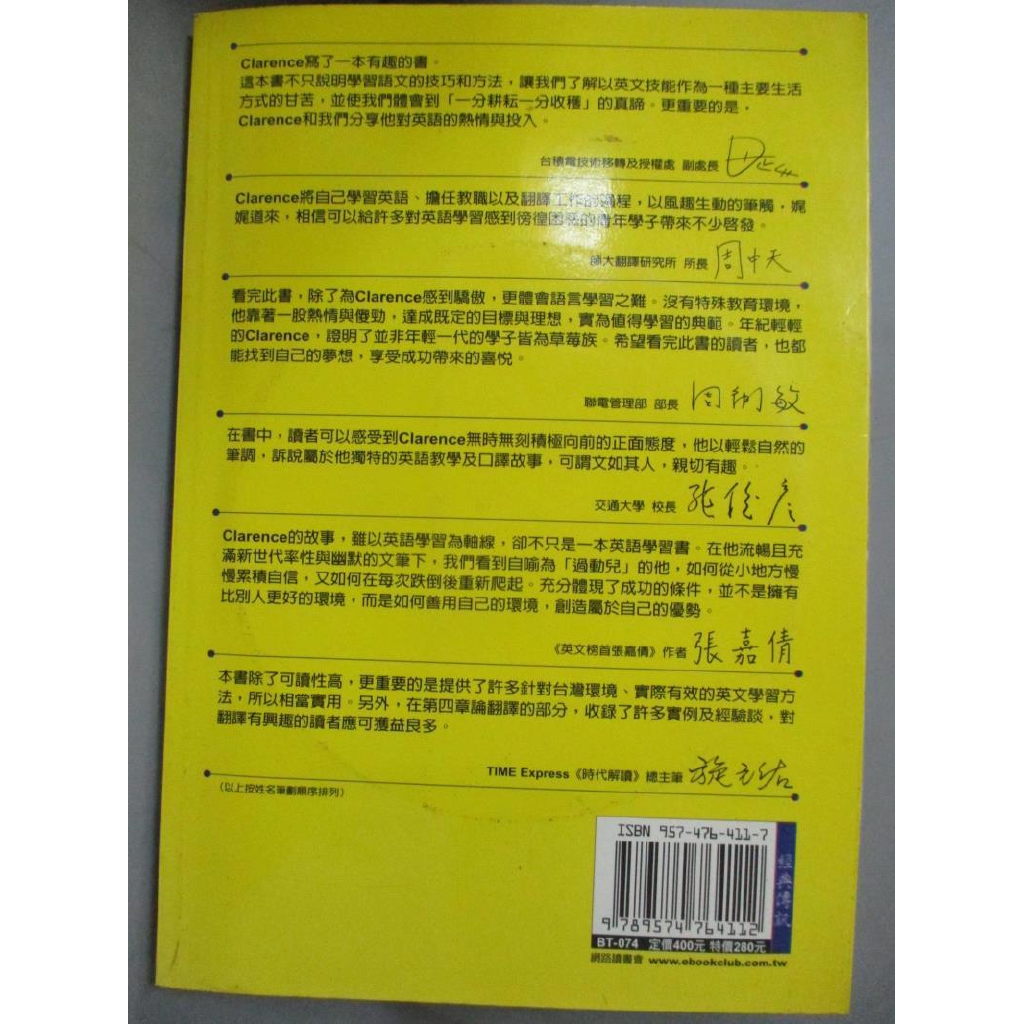 Clarence寫了一本有趣的書。
這本書不只說明學習語文的技巧和方法，讓我們了解以英文技能作為一種主要生活
方式的甘苦，並使我們體會到「一分耕耘一分收穫」的真諦。更重要的是，
Clarence和我們分享他對英語的熱情與投入。
台積電技術移轉及授權處 副處長
Clarence將自己學習英語、擔任教職以及翻譯工作的過程，以風趣生動的筆觸，娓
娓道來，相信可以給許多對英語學習感到徬徨困惑的青年學子帶來不少啓發。
師大翻譯研究所 所長 周中天
看完此書，除了為Clarence感到驕傲，更體會語言學習之難。沒有特殊教育環境，
他靠著一股熱情與傻勁，達成既定的目標與理想，實為值得學習的典範。年紀輕輕
的Clarence，證明了並非年輕一代的學子皆為草莓族。希望看完此書的讀者，也都
能找到自己的夢想，享受成功帶來的喜悅。
聯電管理部 部長
在書中，讀者可以感受到Clarence無時無刻積極向前的正面態度，他以輕鬆自然的
筆調，訴說屬於他獨特的英語教學及口譯故事，可謂文如其人，親切有趣。
交通大學 校長 張俊彥
Clarence的故事，雖以英語學習為軸線，卻不只是一本英語學習書。在他流暢且充
滿新世代率性與幽默的文筆下，我們看到自喻為「過動兒」的他，如何從小地方慢
慢累積自信，又如何在每次跌倒後重新爬起。充分體現了成功的條件，並不是擁有
比別人更好的環境，而是如何善用自己的環境，創造屬於自己的優勢。
《英文榜首張嘉倩》作者 張嘉倩
本書除了可讀性高，更重要的是提供了許多針對台灣環境、實際有效的英文學習方
法，所以相當實用。另外，在第四章論翻譯的部分，收錄了許多實例及經驗談，對
翻譯有興趣的讀者應可獲益良多。
TIME Express《時代解讀》總主筆 旋元佑
（以上按姓名筆劃順序排列）
ISBN 957-476-411-7
9 789574 764112
經典傳訊
BT-074 定價400元 特價280元
網路讀書會 www.ebookclub.com.tw